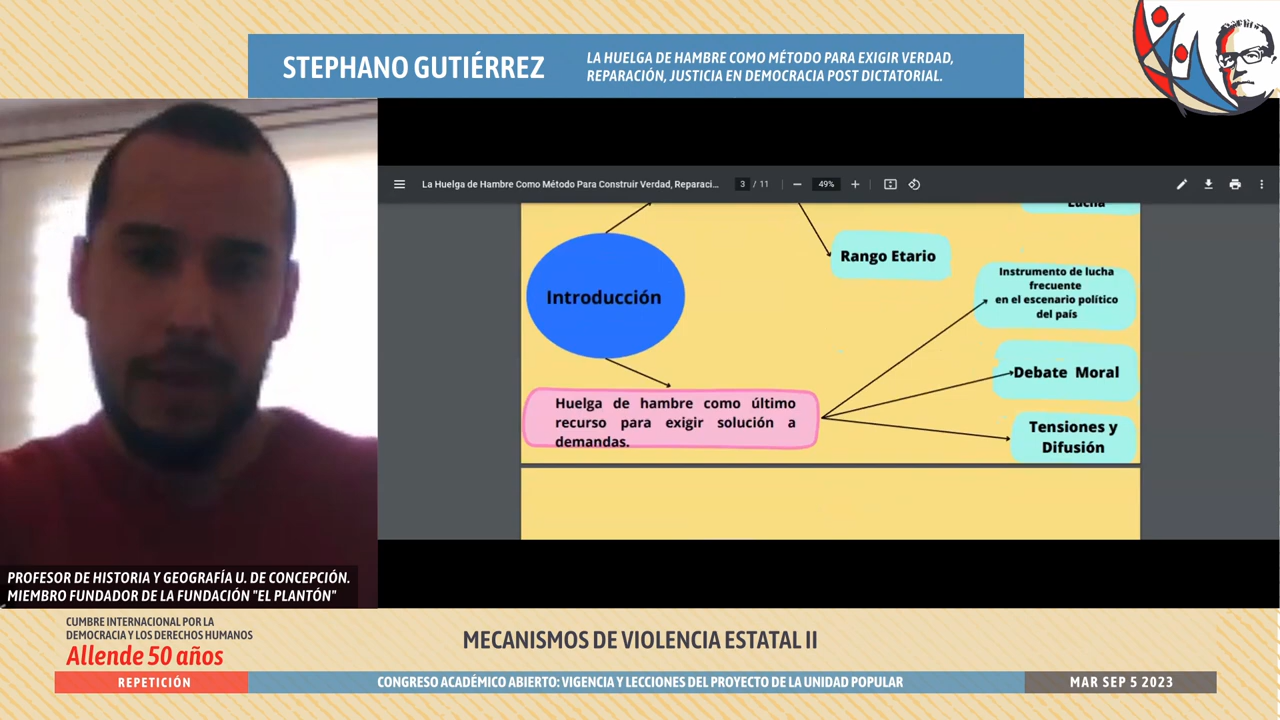 STEPHANO GUTIÉRREZ
LA HUELGA DE HAMBRE COMO MÉTODO PARA EXIGIR VERDAD,
REPARACIÓN, JUSTICIA EN DEMOCRACIA POST DICTATORIAL.
La Huelga de Hambre Como Método Para Construir Verdad, Reparaci...
3 / 11
49%
Lucha
Rango Etario
Introducción
Instrumento de lucha
frecuente
en el escenario político
del país
Debate Moral
Huelga de hambre como último
recurso para exigir solución a
demandas.
Tensiones y
Difusión
PROFESOR DE HISTORIA Y GEOGRAFÍA U. DE CONCEPCIÓN.
MIEMBRO FUNDADOR DE LA FUNDACIÓN "EL PLANTÓN"
CUMBRE INTERNACIONAL POR LA
DEMOCRACIA Y LOS DERECHOS HUMANOS
Allende 50 años
MECANISMOS DE VIOLENCIA ESTATAL II
REPETICIÓN
CONGRESO ACADÉMICO ABIERTO: VIGENCIA Y LECCIONES DEL PROYECTO DE LA UNIDAD POPULAR
MAR SEP 5 2023